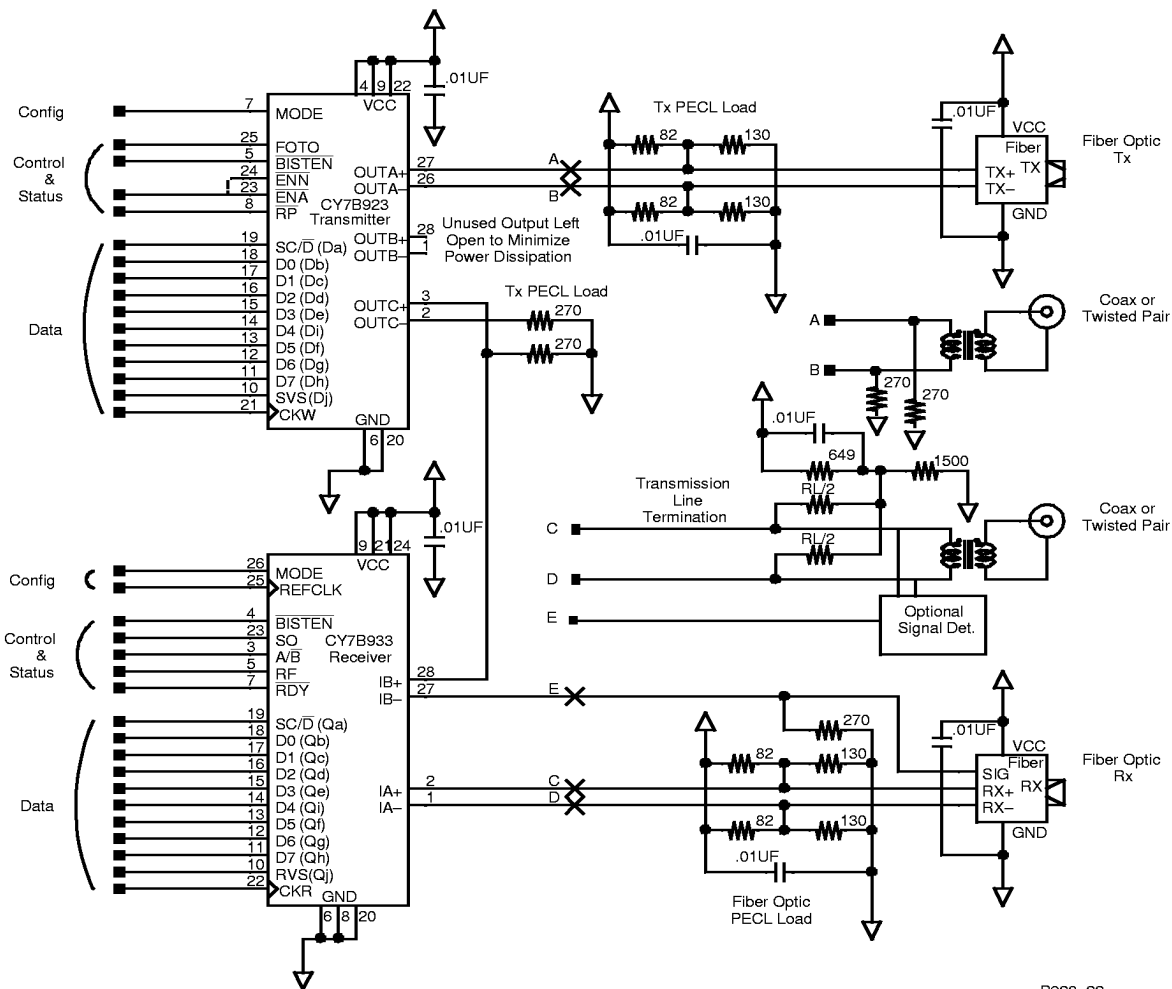 .01UF
4 9 22
VCC
Config
7
MODE
Control
&
Status
25
FOTO
5
BISTEN
24
ENN
23
ENA
8
RP
CY7B923
Transmitter
OUTA+
27
OUTA–
26
OUTB+
28
OUTB–
1
OUTC+
3
OUTC–
2
Unused Output Left
Open to Minimize
Power Dissipation
Data
19
SC/D (Da)
18
D0 (Db)
17
D1 (Dc)
16
D2 (Dd)
15
D3 (De)
14
D4 (Di)
13
D5 (Df)
12
D6 (Dg)
11
D7 (Dh)
10
SVS (Dj)
21
CKW
GND
6 20
Tx PECL Load
270
270
A
B
Tx PECL Load
82
130
82
130
.01UF
.01UF
VCC
Fiber
TX+
TX
TX–
GND
Fiber Optic
Tx
A
B
270
270
Coax or
Twisted Pair
.01UF
649
1500
RL/2
RL/2
Transmission
Line
Termination
C
D
E
Optional
Signal Det.
Coax or
Twisted Pair
.01UF
9 21 24
VCC
Config
26
MODE
25
REFCLK
Control
&
Status
4
BISTEN
23
SO
3
A/B
5
RF
7
RDY
CY7B933
Receiver
IB+
28
IB–
27
IA+
2
IA–
1
Data
19
SC/D (Qa)
18
D0 (Qb)
17
D1 (Qc)
16
D2 (Qd)
15
D3 (Qe)
14
D4 (Qi)
13
D5 (Qf)
12
D6 (Qg)
11
D7 (Qh)
10
RVS(Qj)
22
CKR
GND
6 8 20
E
C
D
270
82
130
82
130
.01UF
Fiber Optic
PECL Load
.01UF
VCC
Fiber
SIG
RX+
RX
RX–
GND
Fiber Optic
Rx